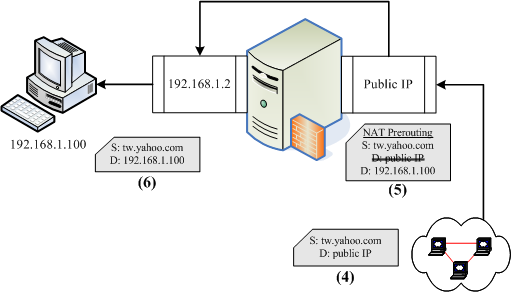 192.168.1.2
Public IP
192.168.1.100
S: tw.yahoo.com
D: 192.168.1.100
(6)
NAT Prerouting
S: tw.yahoo.com
D: public IP
D: 192.168.1.100
(5)
S: tw.yahoo.com
D: public IP
(4)